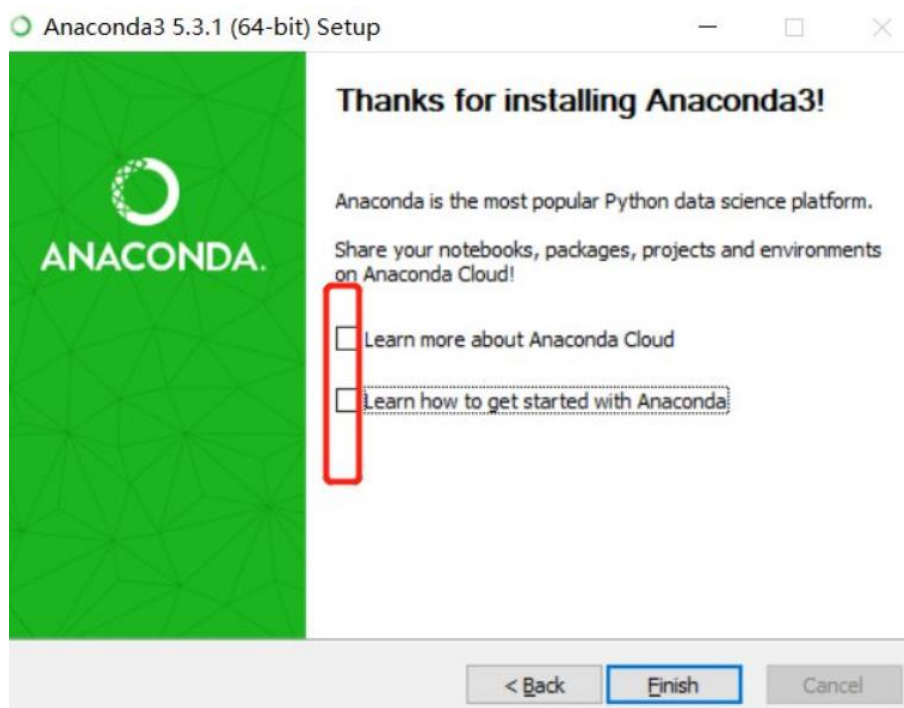 Anaconda3 5.3.1 (64-bit) Setup
ANACONDA.
Thanks for installing Anaconda3!
Anaconda is the most popular Python data science platform.
Share your notebooks, packages, projects and environments
on Anaconda Cloud!
Learn more about Anaconda Cloud
Learn how to get started with Anaconda
< Back
Finish
Cancel